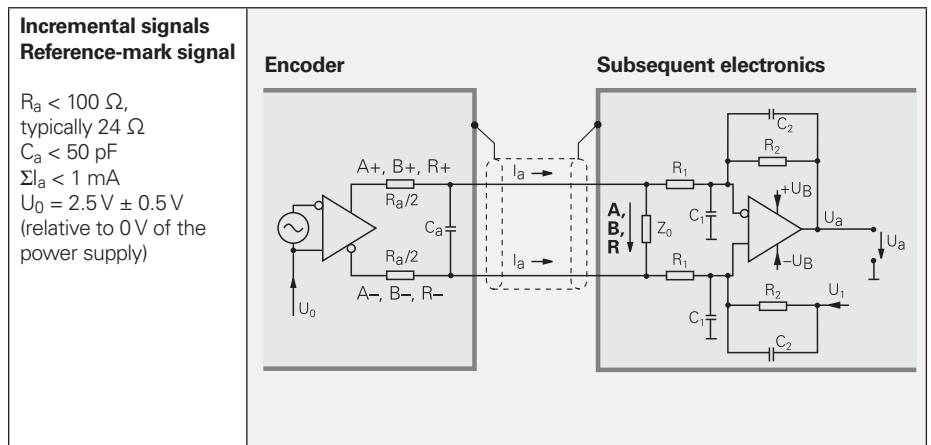 Incremental signals
Reference-mark signal
Rₐ < 100 Ω,
typically 24 Ω
Cₐ < 50 pF
ΣIₐ < 1 mA
U₀ = 2.5 V ± 0.5 V
(relative to 0 V of the
power supply)
Encoder
Subsequent electronics
A+, B+, R+
Rₐ/2
Cₐ
Rₐ/2
A–, B–, R–
U₀
Iₐ
Iₐ
A,
B,
R
Z₀
R₁
C₁
R₁
C₁
C₂
R₂
+U_B
–U_B
Uₐ
Uₐ
R₂
U₁
C₂